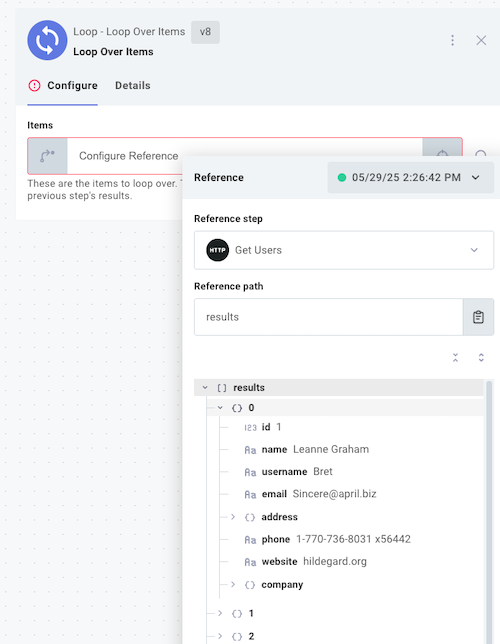 Loop - Loop Over Items v8
Loop Over Items
Configure Details
Items
Configure Reference
These are the items to loop over.
previous step's results.
Reference 05/29/25 2:26:42 PM
Reference step
HTTP Get Users
Reference path
results
[] results
{} 0
123 id 1
Aa name Leanne Graham
Aa username Bret
Aa email Sincere@april.biz
{} address
Aa phone 1-770-736-8031 x56442
Aa website hildegard.org
{} company
{} 1
{} 2